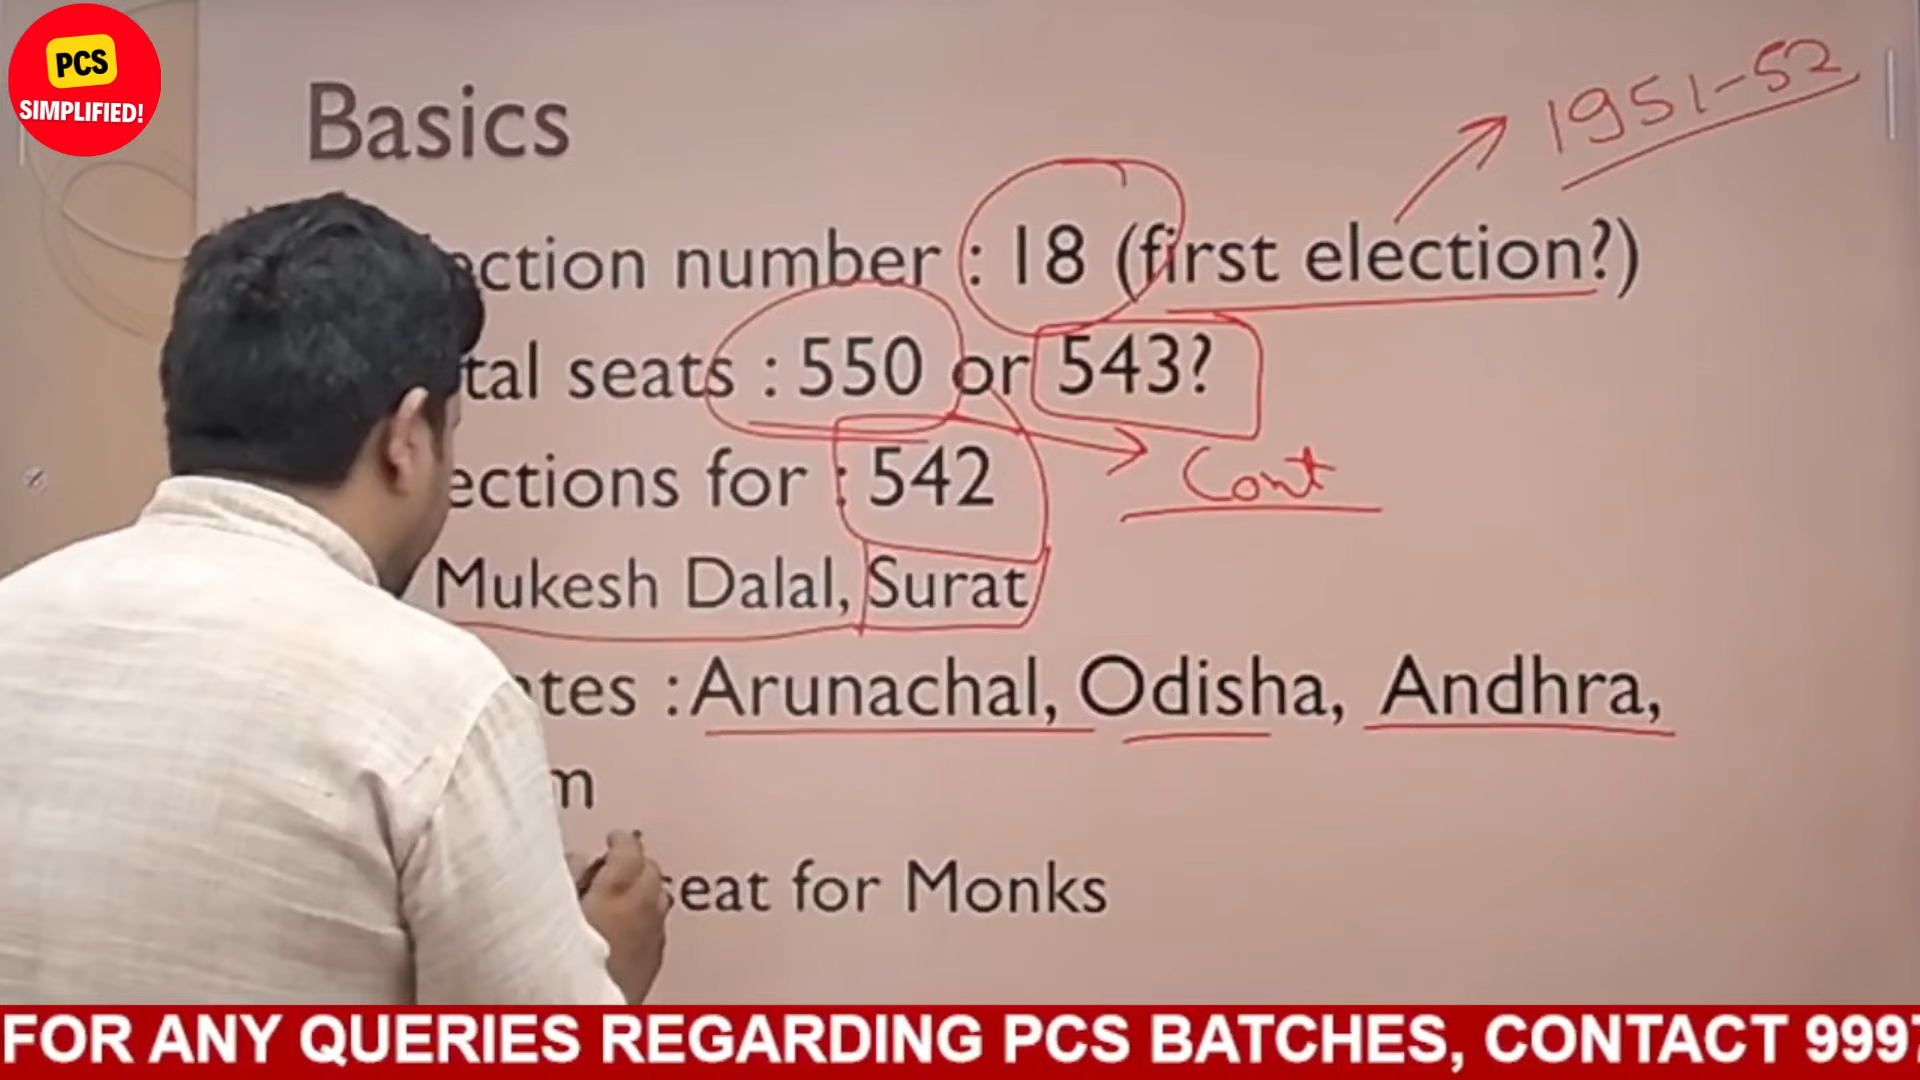 PCS
SIMPLIFIED!
Basics
1951-52
ection number : 18 (first election?)
tal seats : 550 or 543?
ections for : 542
Cont
Mukesh Dalal, Surat
tes : Arunachal, Odisha, Andhra,
m
seat for Monks
FOR ANY QUERIES REGARDING PCS BATCHES, CONTACT 999